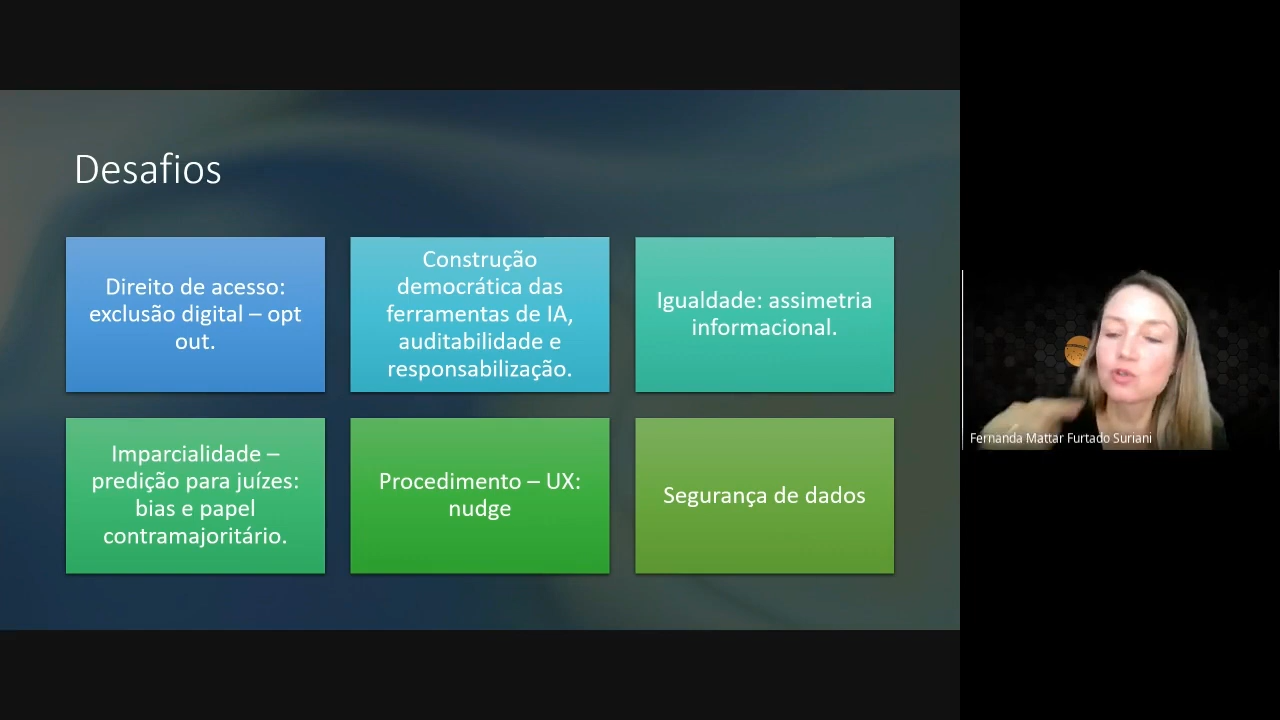 Desafios
Direito de acesso:
exclusão digital – opt
out.
Construção
democrática das
ferramentas de IA,
auditabilidade e
responsabilização.
Igualdade: assimetria
informacional.
Imparcialidade –
predição para juízes:
bias e papel
contramajoritário.
Procedimento – UX:
nudge
Segurança de dados
Fernanda Mattar Furtado Suriani